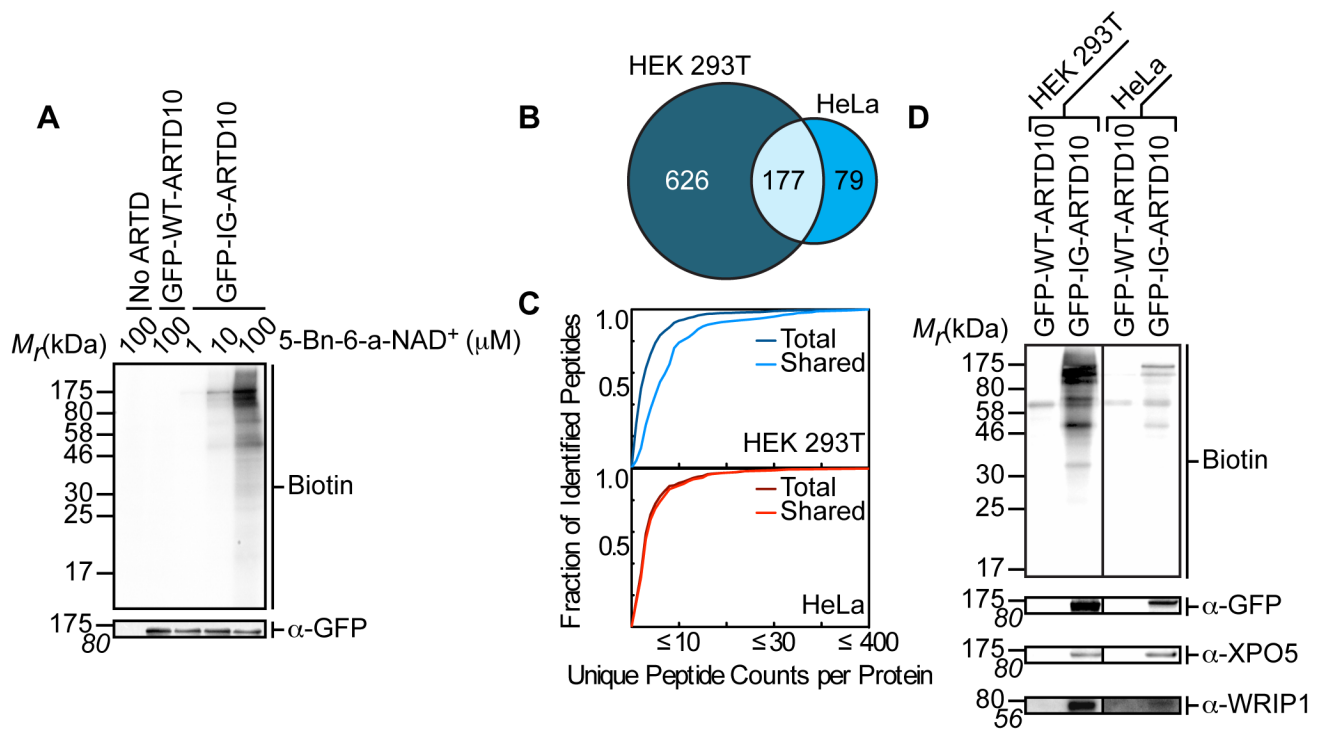 A
No ARTD
GFP-WT-ARTD10
GFP-IG-ARTD10
100 100 1 10 100 5-Bn-6-a-NAD+ (μM)
Mr(kDa)
175
80
58
46
30
25
17
Biotin
175
80
α-GFP
B
HEK 293T
HeLa
626 177 79
C
Fraction of Identified Peptides
1.0
0.5
Total
Shared
HEK 293T
1.0
0.5
Total
Shared
HeLa
≤10 ≤30 ≤ 400
Unique Peptide Counts per Protein
D
HEK 293T
HeLa
GFP-WT-ARTD10
GFP-IG-ARTD10
GFP-WT-ARTD10
GFP-IG-ARTD10
Mr(kDa)
175
80
58
46
30
25
17
Biotin
175
80
α-GFP
175
80
α-XPO5
80
56
α-WRIP1